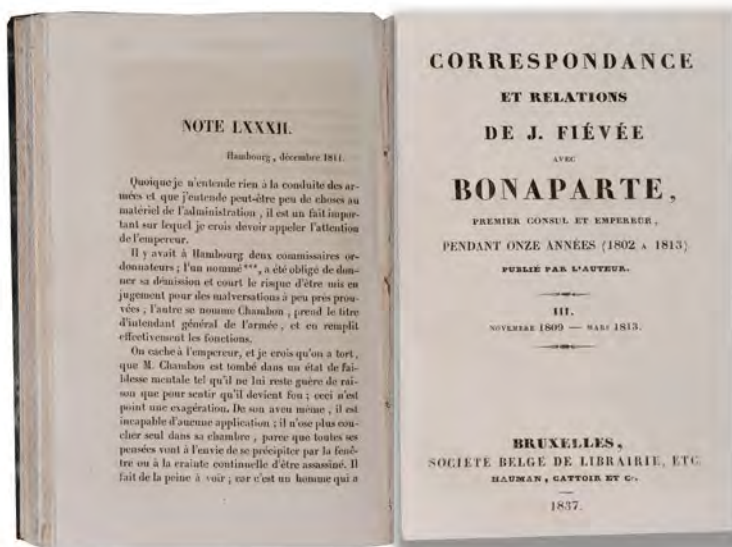 NOTE LXXXII.
Hambourg, décembre 1811.
Quoique je n'entende rien à la conduite des ar-
mées et que j'entende peut-être peu de choses au
matériel de l'administration, il est un fait impor-
tant sur lequel je crois devoir appeler l'attention
de l'empereur.
Il y avait à Hambourg deux commissaires or-
donnateurs ; l'un nommé ***, a été obligé de don-
ner sa démission et court le risque d'être mis en
jugement pour des malversations à peu près prou-
vées ; l'autre se nomme Chambon, prend le titre
d'intendant général de l'armée, et en remplit
effectivement les fonctions.
On cache à l'empereur, et je crois qu'on a tort,
que M. Chambon est tombé dans un état de fai-
blesse mentale tel qu'il ne lui reste guère de rai-
son que pour sentir qu'il devient fou ; ceci n'est
point une exagération. De son aveu même, il est
incapable d'aucune application ; il n'ose plus cou-
cher seul dans sa chambre, parce que toutes ses
pensées vont à l'envie de se précipiter par la fenê-
tre ou à la crainte continuelle d'être assassiné. Il
fait de la peine à voir ; car c'est un homme qui a
CORRESPONDANCE
ET RELATIONS
DE J. FIÉVÉE
AVEC
BONAPARTE,
PREMIER CONSUL ET EMPEREUR,
PENDANT ONZE ANNÉES (1802 A 1813)
PUBLIÉ PAR L'AUTEUR.
III.
NOVEMBRE 1809 — MARS 1813.
BRUXELLES,
SOCIÉTÉ BELGE DE LIBRAIRIE, ETC.
HAUMAN, CATTOIR ET Ce.
1837.